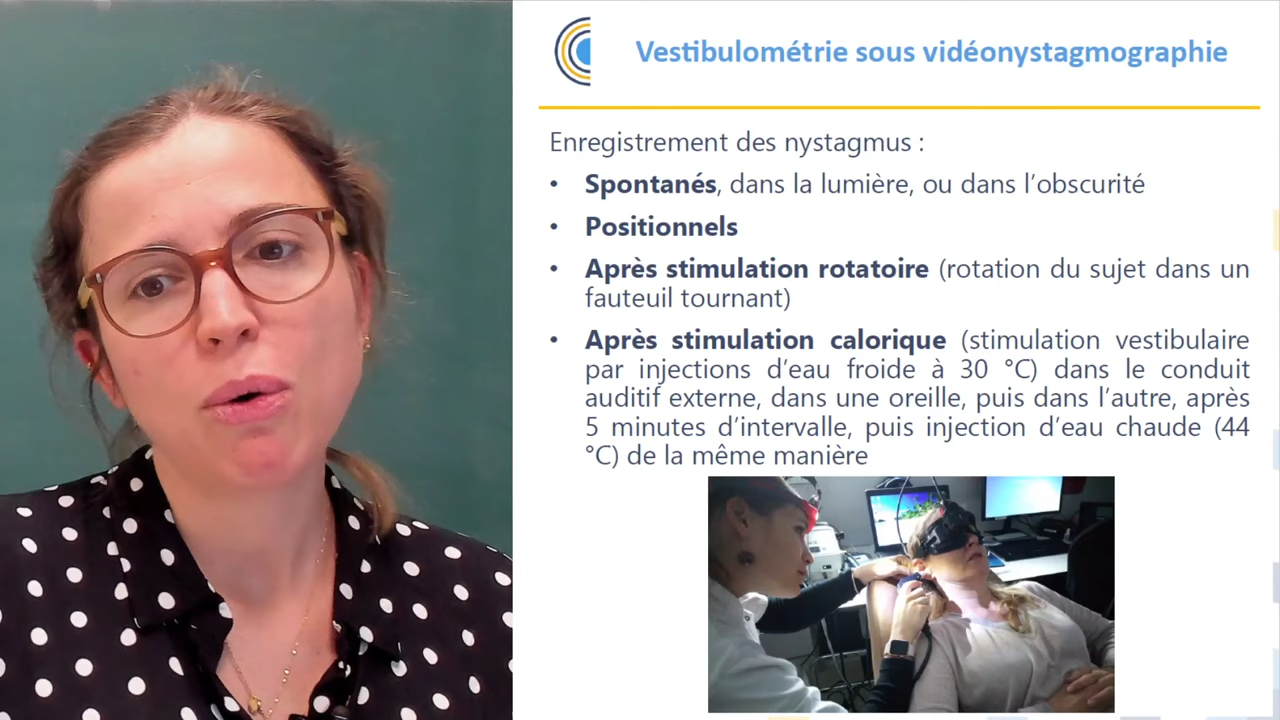 Vestibulométrie sous vidéonystagmographie
Enregistrement des nystagmus :
• Spontanés, dans la lumière, ou dans l’obscurité
• Positionnels
• Après stimulation rotatoire (rotation du sujet dans un
fauteuil tournant)
• Après stimulation calorique (stimulation vestibulaire
par injections d’eau froide à 30 °C) dans le conduit
auditif externe, dans une oreille, puis dans l’autre, après
5 minutes d’intervalle, puis injection d’eau chaude (44
°C) de la même manière